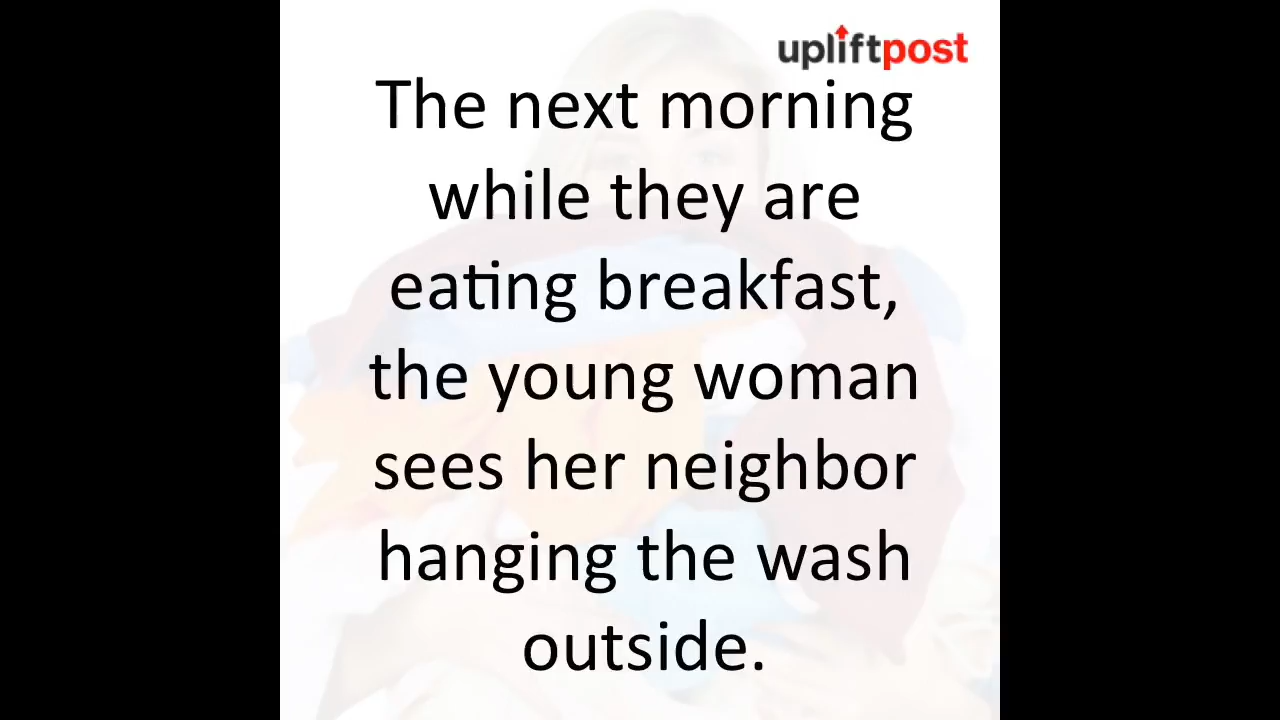 upliftpost
The next morning
while they are
eating breakfast,
the young woman
sees her neighbor
hanging the wash
outside.